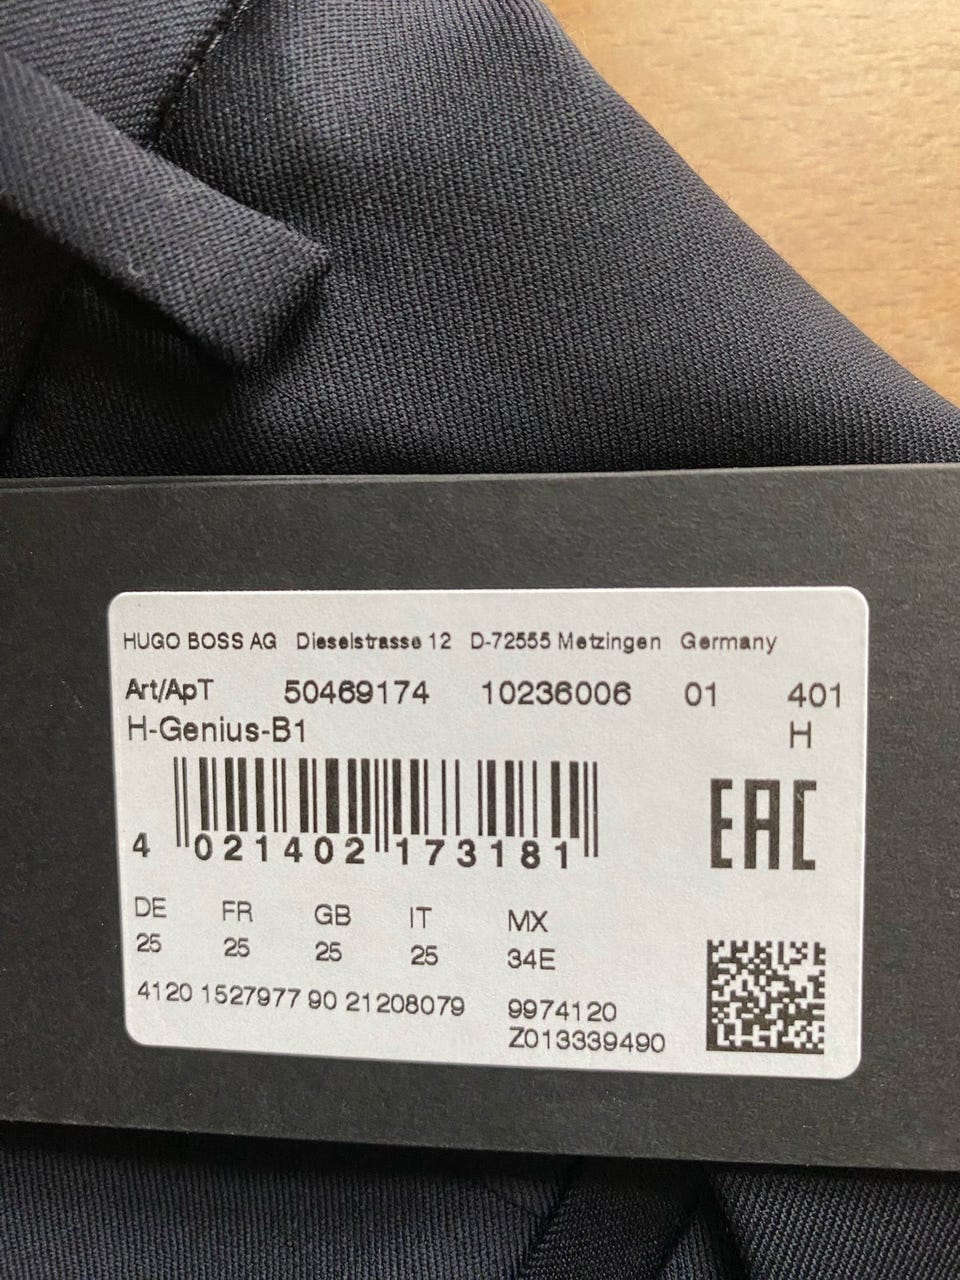 HUGO BOSS AG Dieselstrasse 12 D-72555 Metzingen Germany
Art/ApT 50469174 10236006 01 401
H-Genius-B1 H
4 021402 173181
EAC
DE FR GB IT MX
25 25 25 25 34E
4120 1527977 90 21208079 9974120
Z013339490